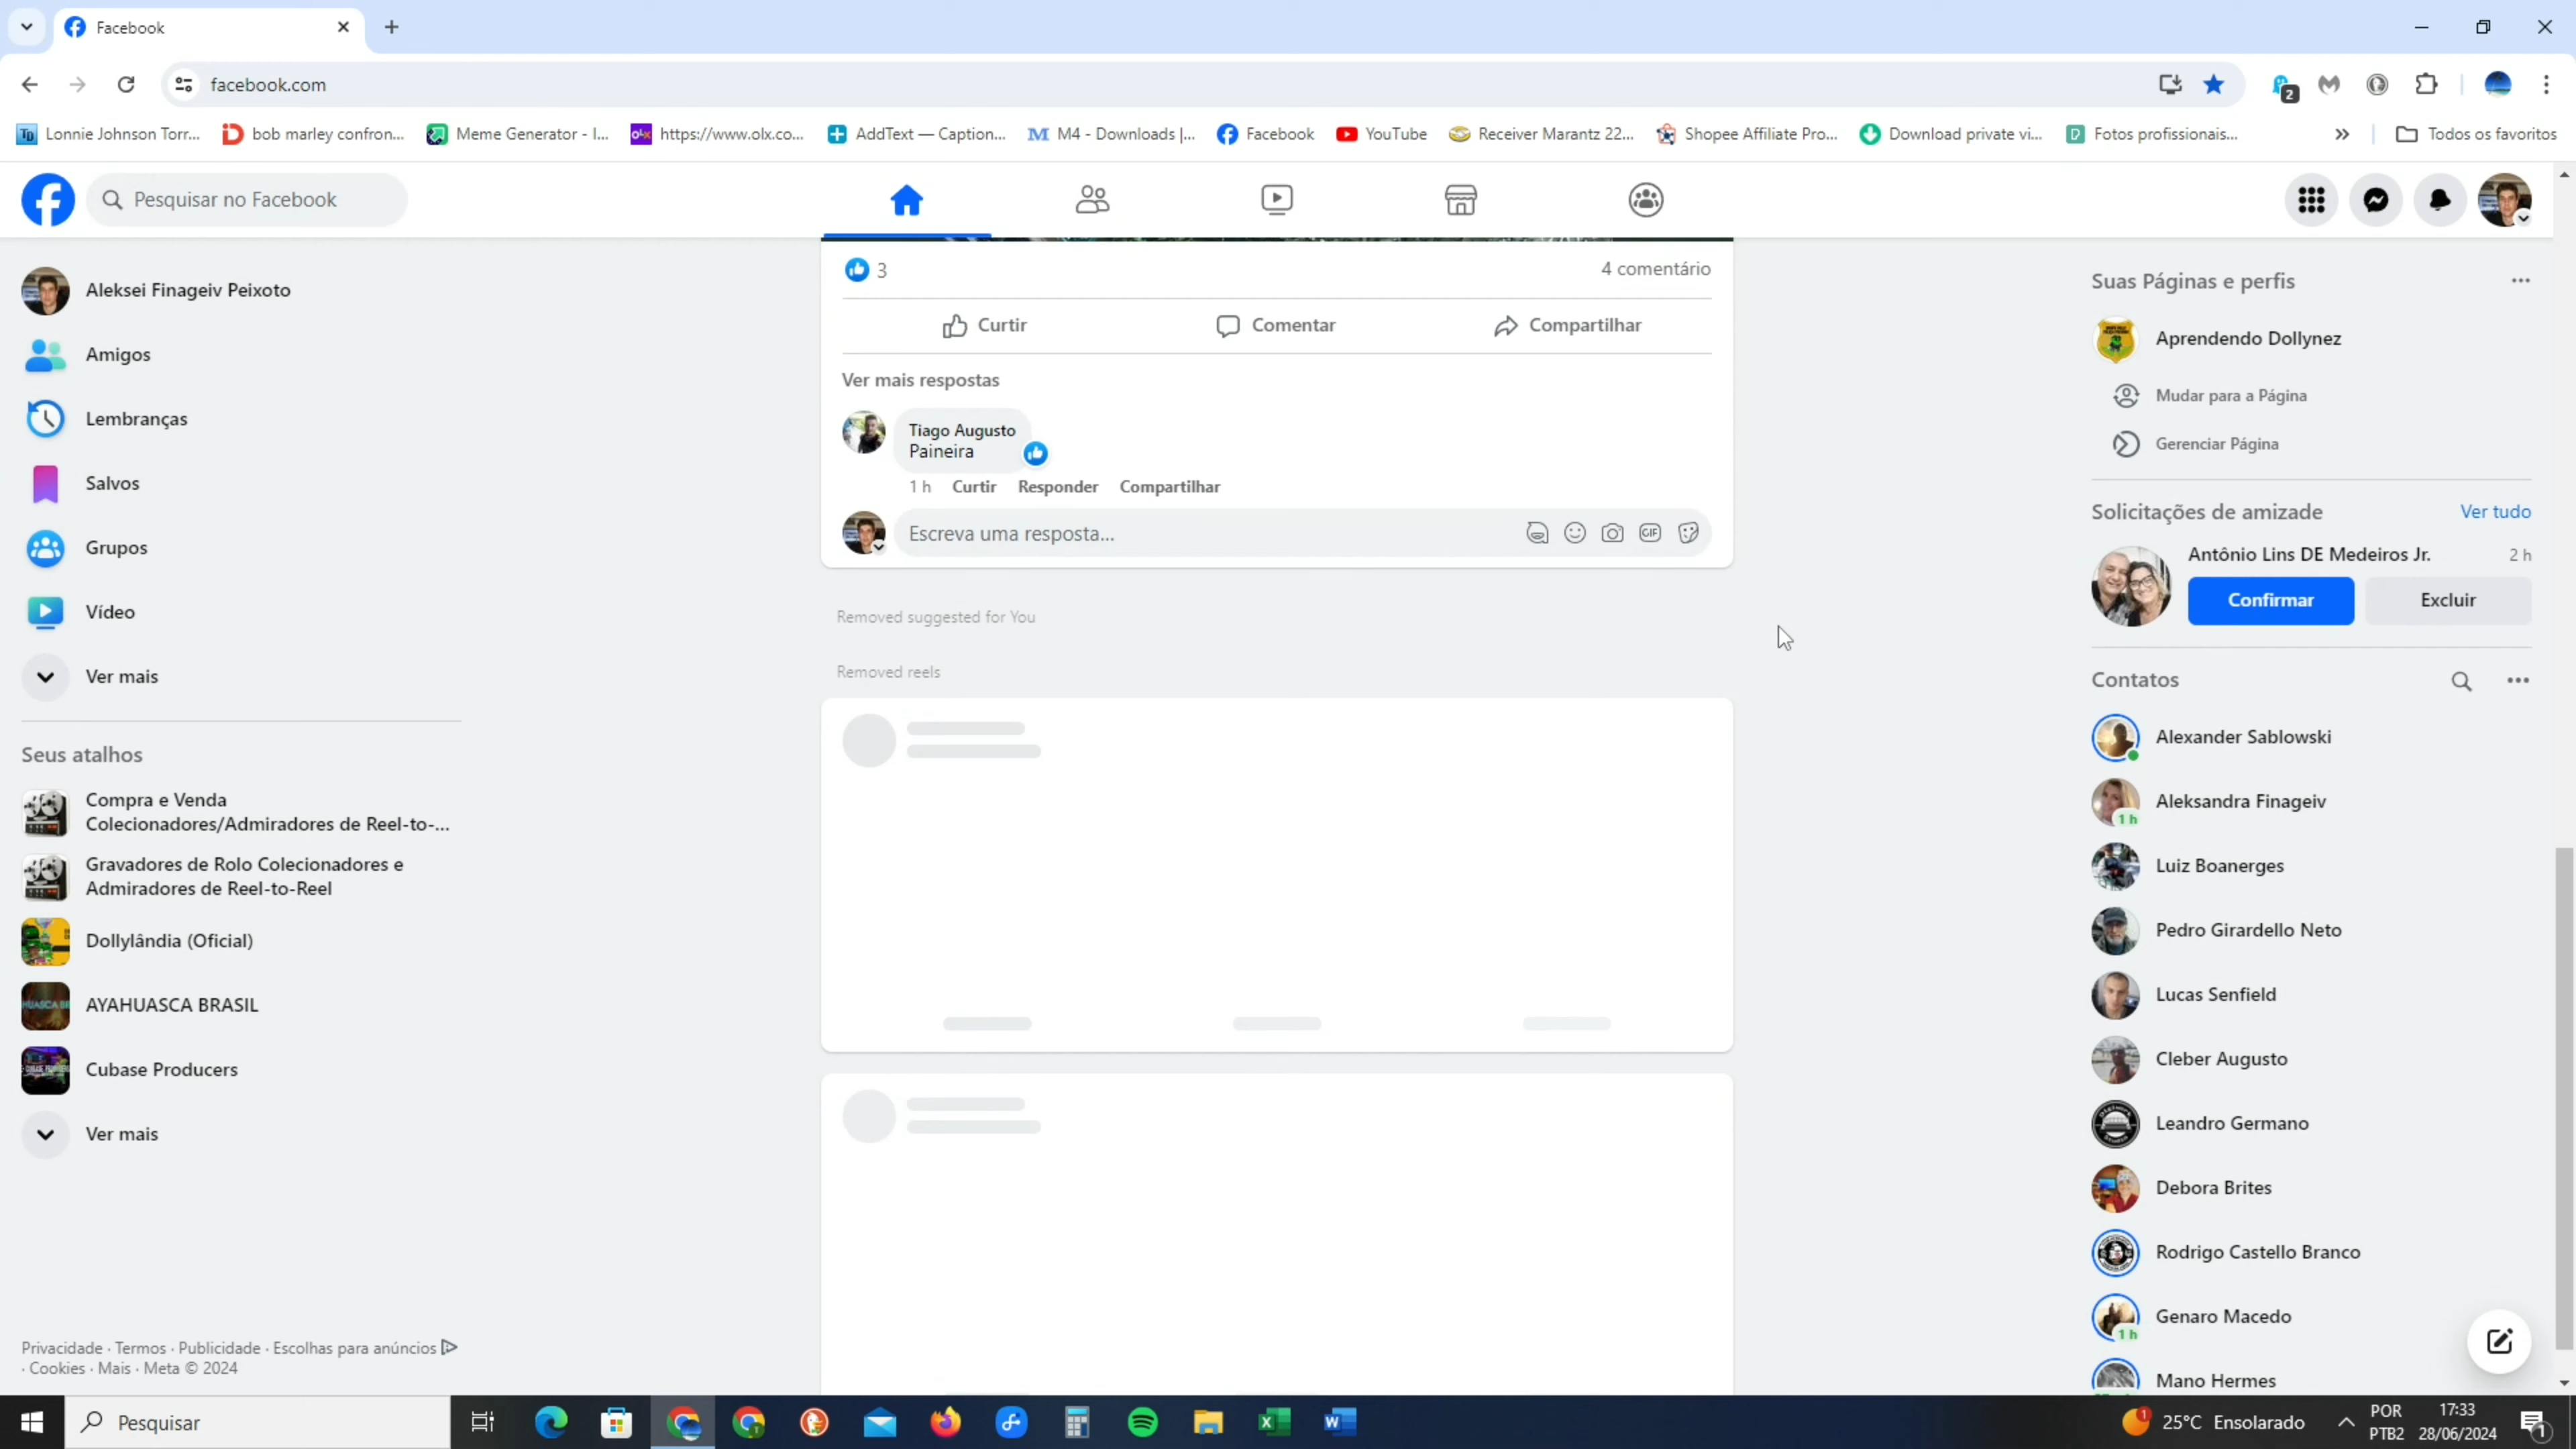 Facebook
facebook.com
2
Lonnie Johnson Torr...
bob marley confron...
Meme Generator - I...
olx
https://www.olx.co...
AddText — Caption...
M4 - Downloads |...
Facebook
YouTube
Receiver Marantz 22...
Shopee Affiliate Pro...
Download private vi...
Fotos profissionais...
Todos os favoritos
Pesquisar no Facebook
Aleksei Finageiv Peixoto
Amigos
Lembranças
Salvos
Grupos
Vídeo
Ver mais
Seus atalhos
Compra e Venda
Colecionadores/Admiradores de Reel-to-...
Gravadores de Rolo Colecionadores e
Admiradores de Reel-to-Reel
Dollylândia (Oficial)
AYAHUASCA BRASIL
Cubase Producers
Ver mais
Privacidade · Termos · Publicidade · Escolhas para anúncios
· Cookies · Mais · Meta © 2024
3
4 comentário
Curtir
Comentar
Compartilhar
Ver mais respostas
Tiago Augusto
Paineira
1 h Curtir Responder Compartilhar
Escreva uma resposta...
GIF
Removed suggested for You
Removed reels
Suas Páginas e perfis
Aprendendo Dollynez
Mudar para a Página
Gerenciar Página
Solicitações de amizade
Ver tudo
Antônio Lins DE Medeiros Jr.
2 h
Confirmar
Excluir
Contatos
Alexander Sablowski
Aleksandra Finageiv
1 h
Luiz Boanerges
Pedro Girardello Neto
Lucas Senfield
Cleber Augusto
Leandro Germano
Debora Brites
Rodrigo Castello Branco
Genaro Macedo
1 h
Mano Hermes
Pesquisar
1
25°C Ensolarado
POR
PTB2
17:33
28/06/2024
1